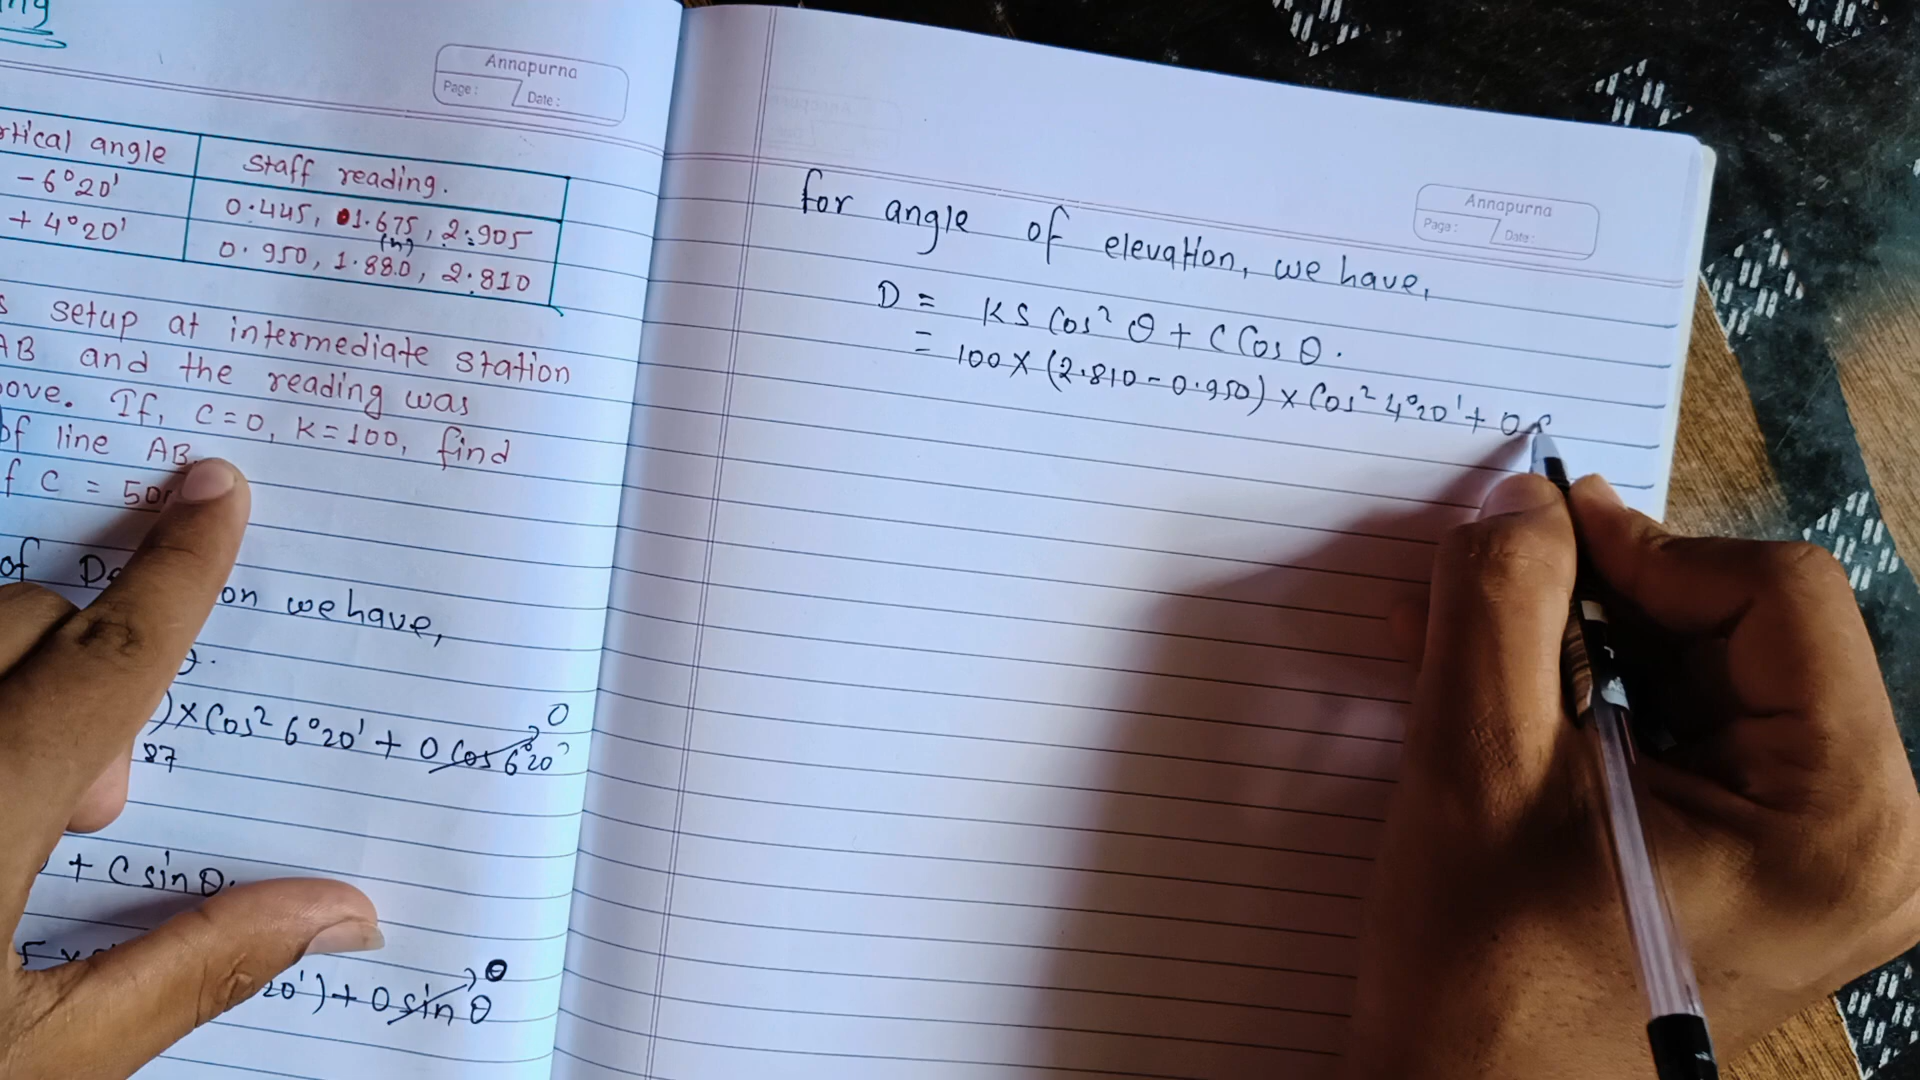 Annapurna
Page: Date:
rtical angle Staff reading.
-6°20' 0.445, 1.675, 2.905
(m)
+4°20' 0.950, 1.880, 2.810
s setup at intermediate station
AB and the reading was
ove. If, C=0, K=100, find
of line AB.
f C = 50
of De on we have,
)×Cos² 6°20' + 0 Cos 6°20' 0
87
+ C sinθ.
20')+0 sin θ 0
Annapurna
Page: Date:
for angle of elevation, we have,
D = KS Cos² θ + C Cos θ.
= 100 × (2.810-0.950) × Cos² 4°20' + 0